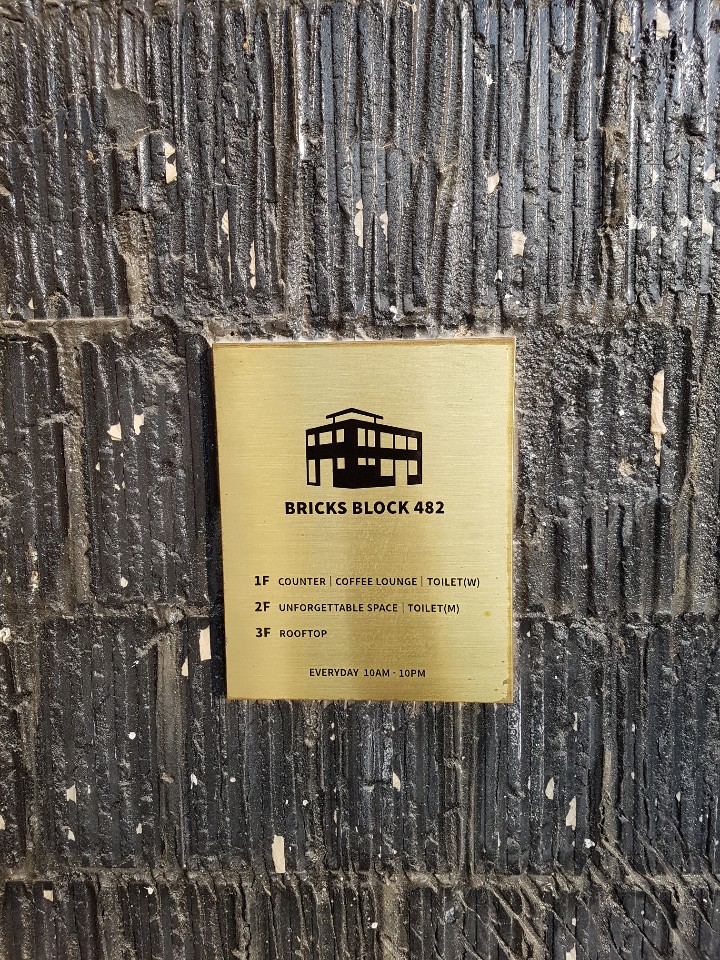 BRICKS BLOCK 482
1F COUNTER | COFFEE LOUNGE | TOILET(W)
2F UNFORGETTABLE SPACE | TOILET(M)
3F ROOFTOP
EVERYDAY 10AM - 10PM